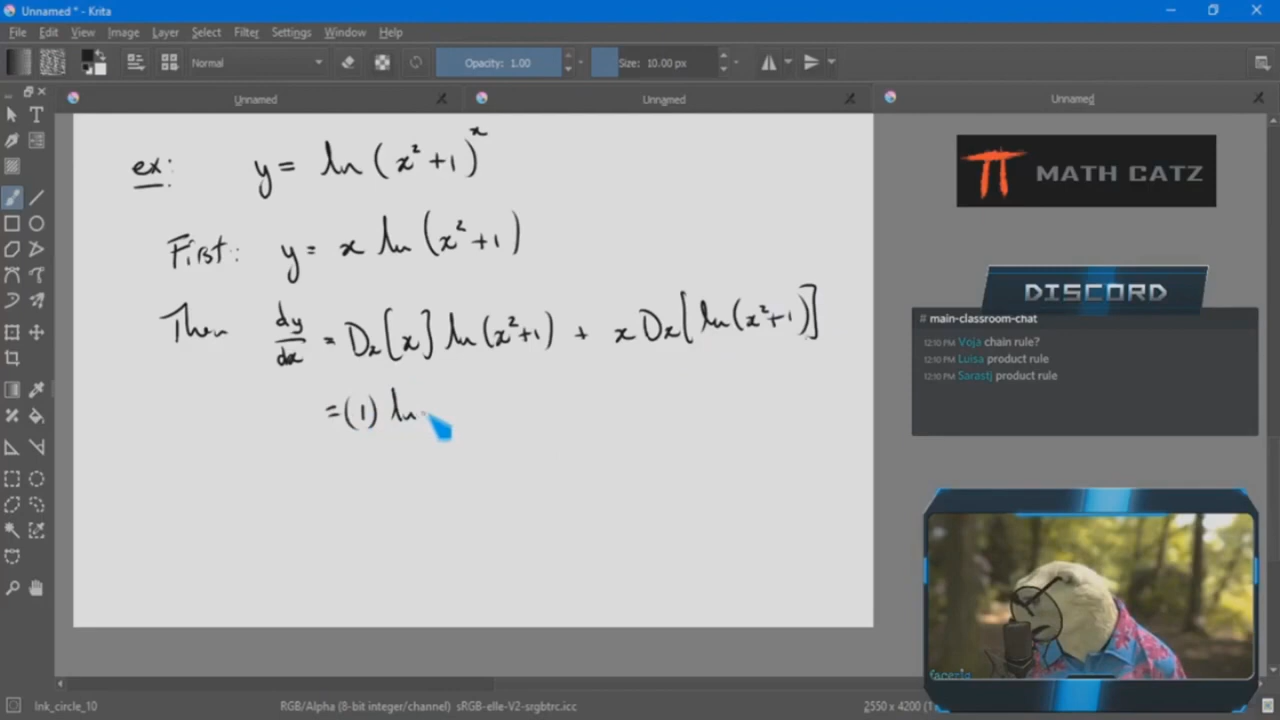 Unnamed * - Krita
File Edit View Image Layer Select Filter Settings Window Help
Normal Opacity: 1.00 Size: 10.00 px
Unnamed Unnamed Unnamed
ex: y = ln (x²+1)ˣ
First: y = x ln (x²+1)
Then dy/dx = Dx[x] ln (x²+1) + x Dx[ln (x²+1)]
= (1) ln
π MATH CATZ
DISCORD
# main-classroom-chat
12:10 PM Voja chain rule?
12:10 PM Luisa product rule
12:10 PM Sarastj product rule
facerig
Ink_circle_10 RGB/Alpha (8-bit integer/channel) sRGB-elle-V2-srgbtrc.icc 2550 x 4200 (1